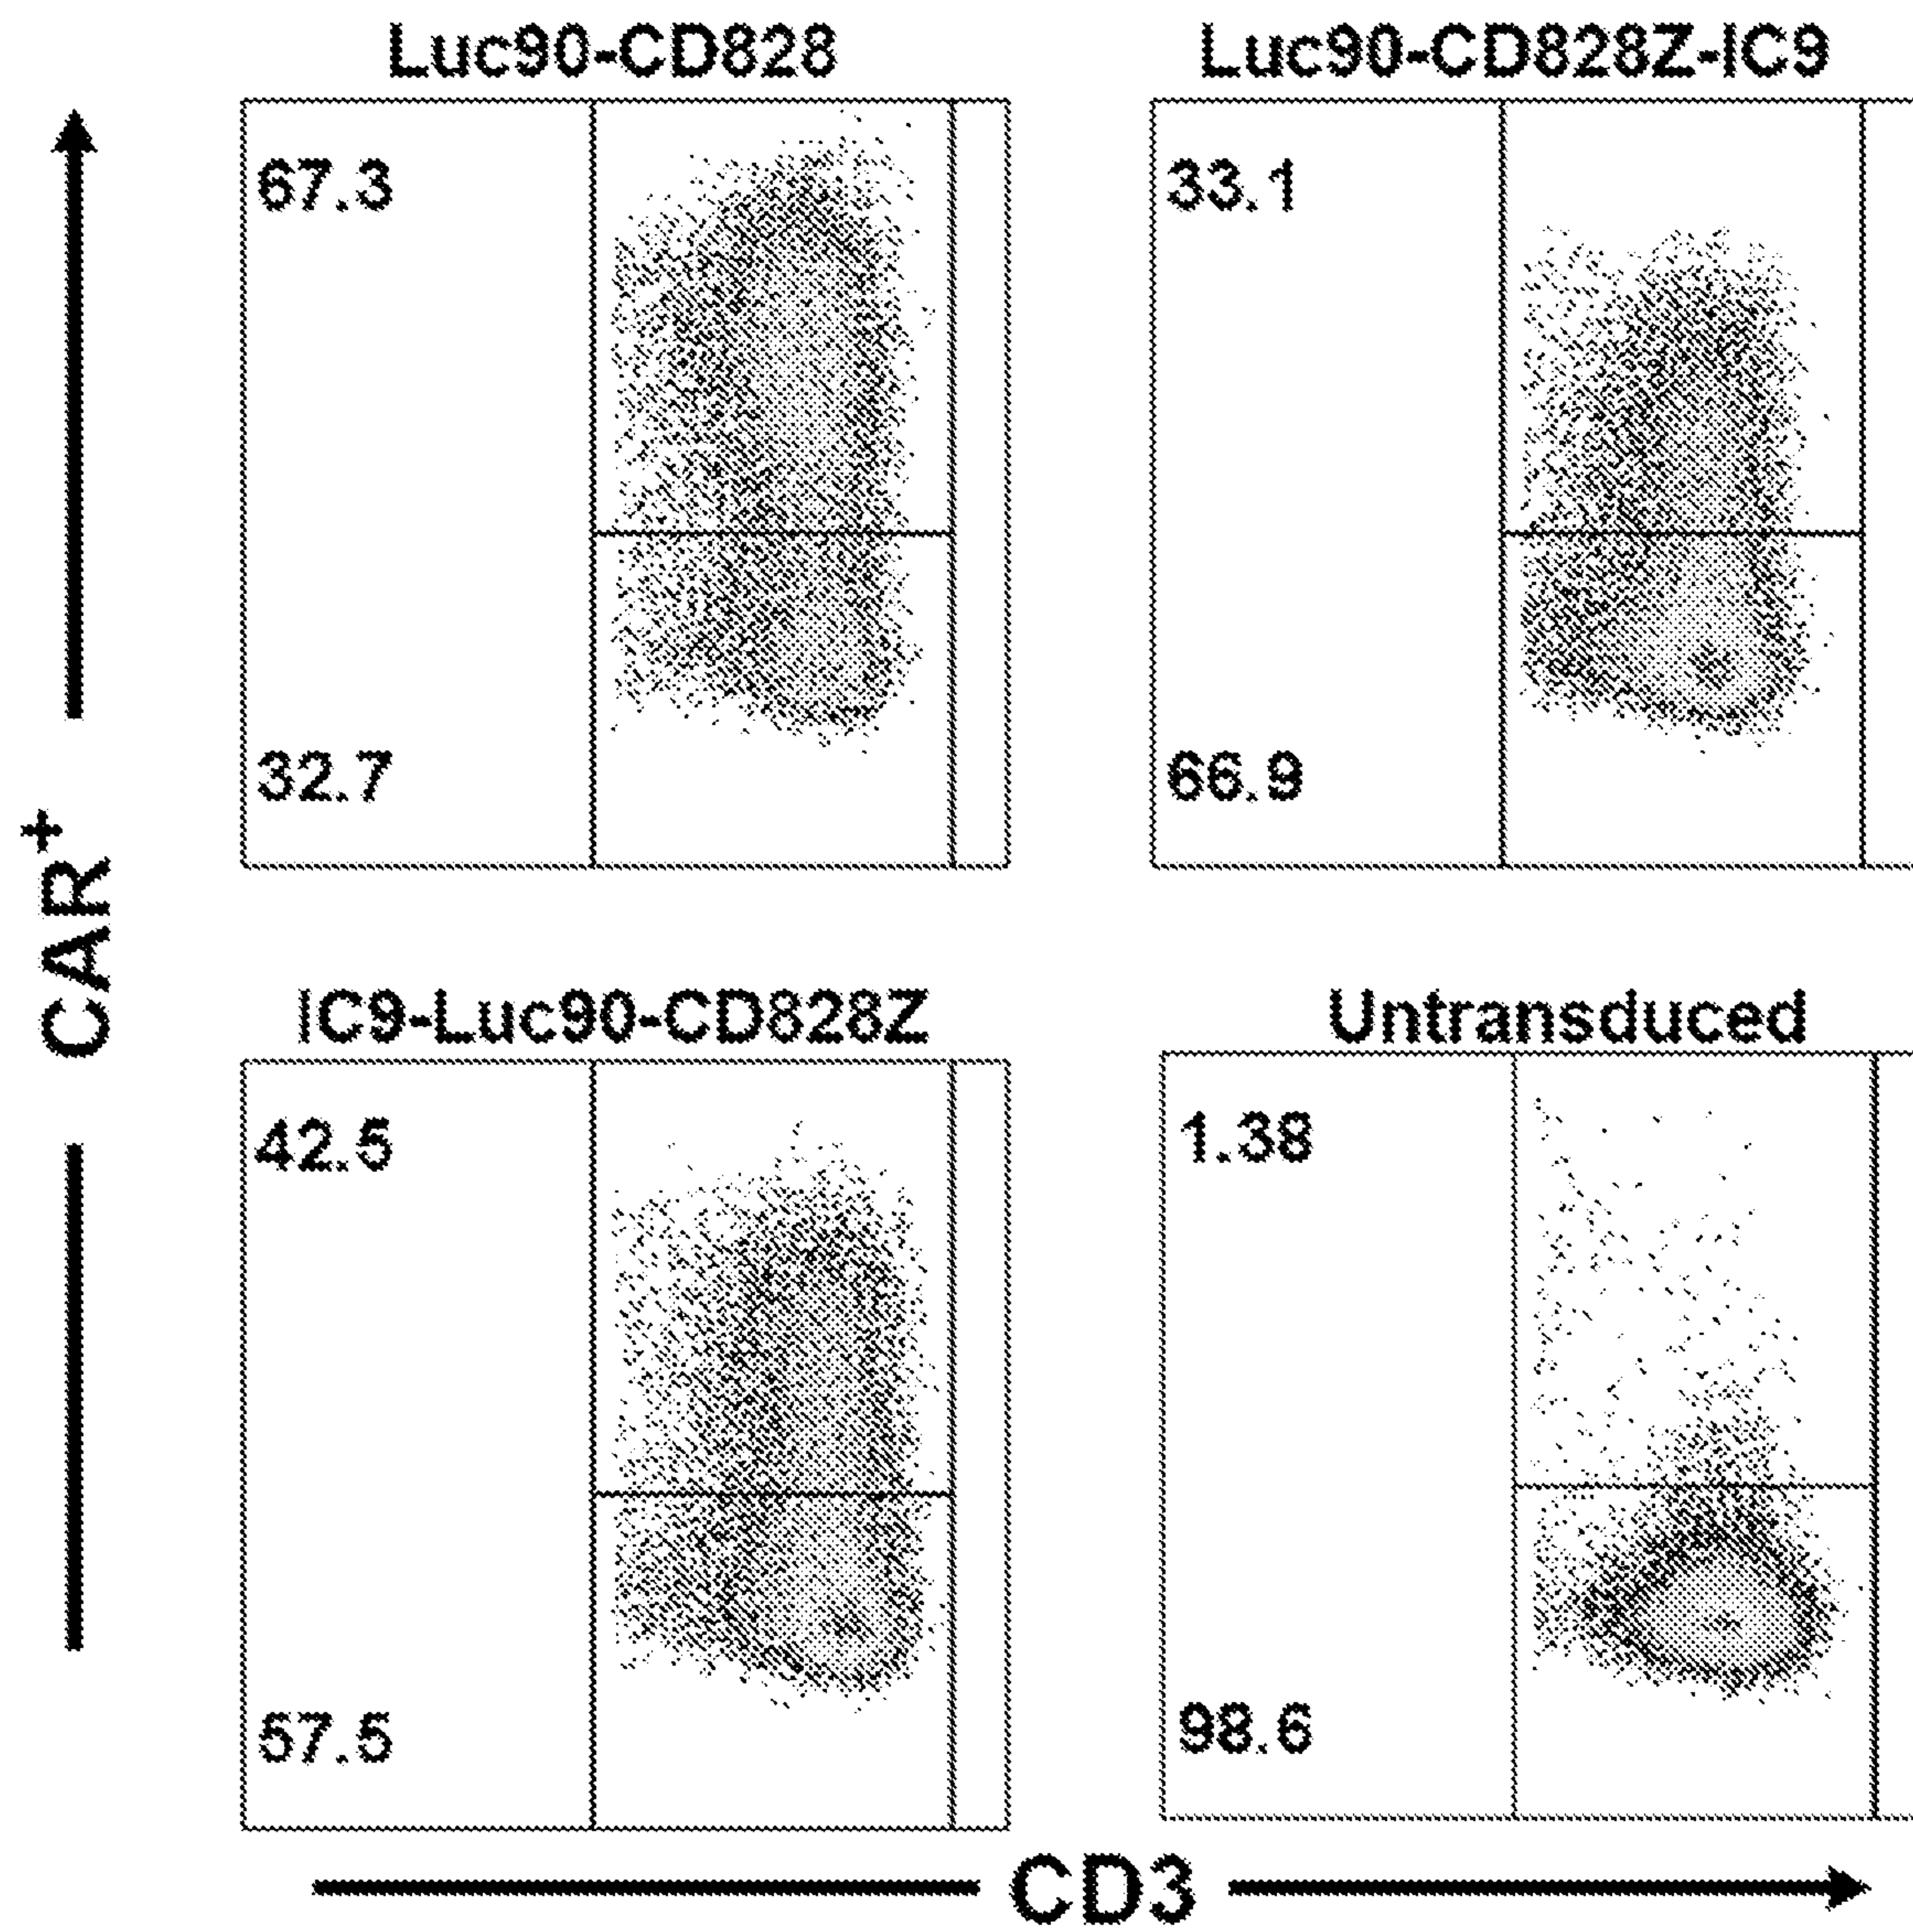 Luc90-CD828
Luc90-CD828Z-IC9
67.3
33.1
32.7
66.9
CAR+
IC9-Luc90-CD828Z
Untransduced
42.5
1.38
57.5
98.6
CD3